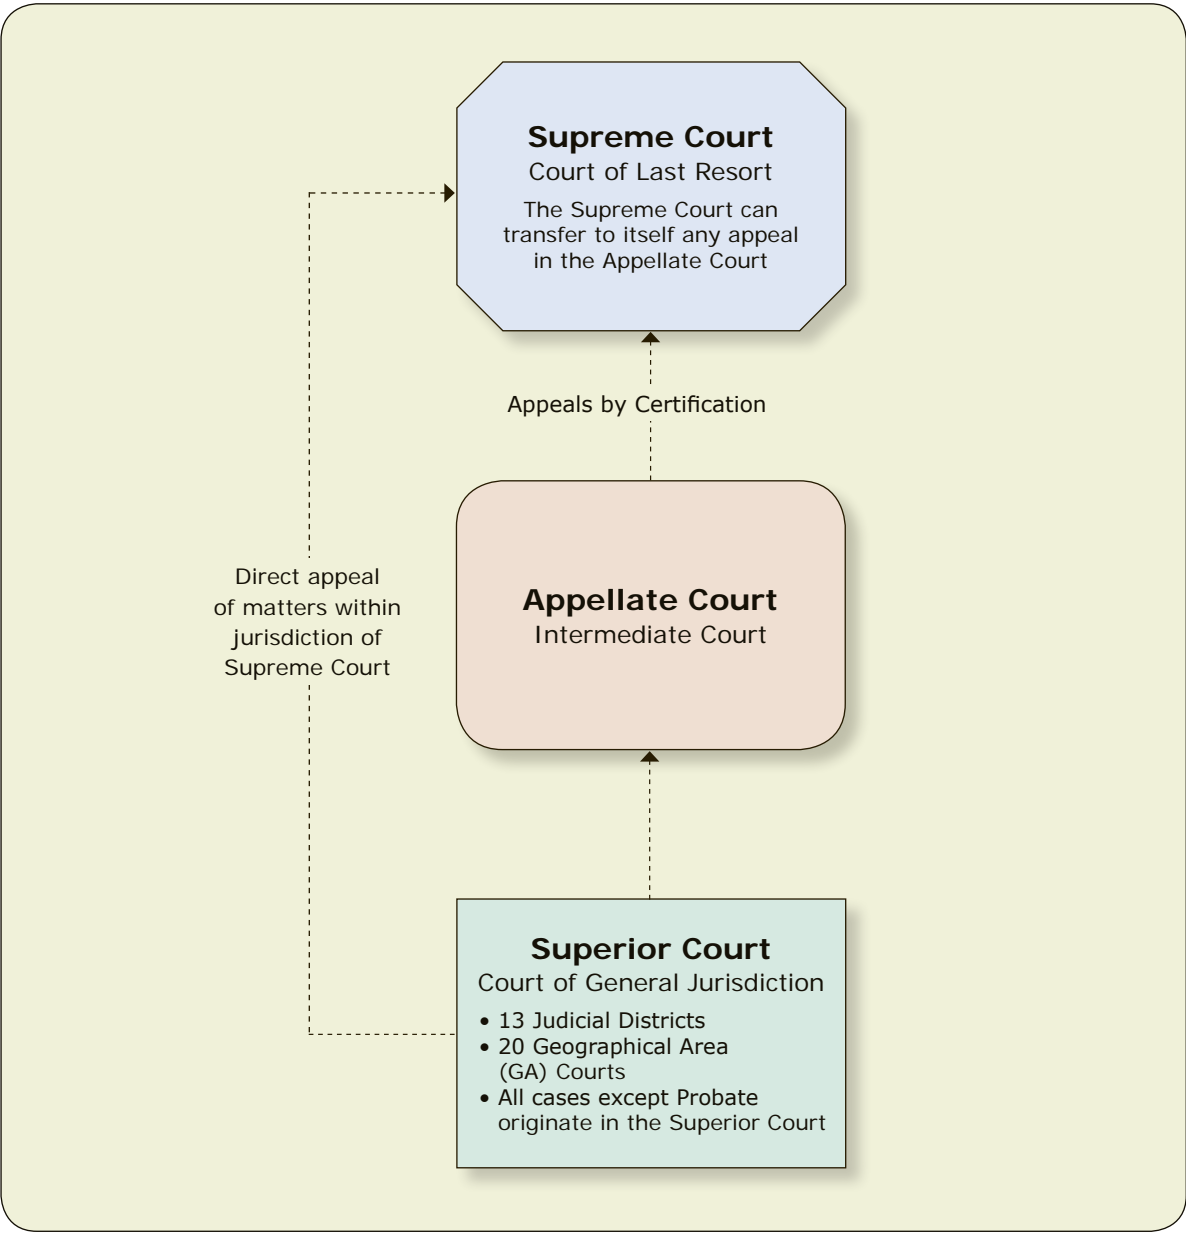 Supreme Court
Court of Last Resort
The Supreme Court can
transfer to itself any appeal
in the Appellate Court
Appeals by Certification
Direct appeal
of matters within
jurisdiction of
Supreme Court
Appellate Court
Intermediate Court
Superior Court
Court of General Jurisdiction
• 13 Judicial Districts
• 20 Geographical Area
(GA) Courts
• All cases except Probate
originate in the Superior Court